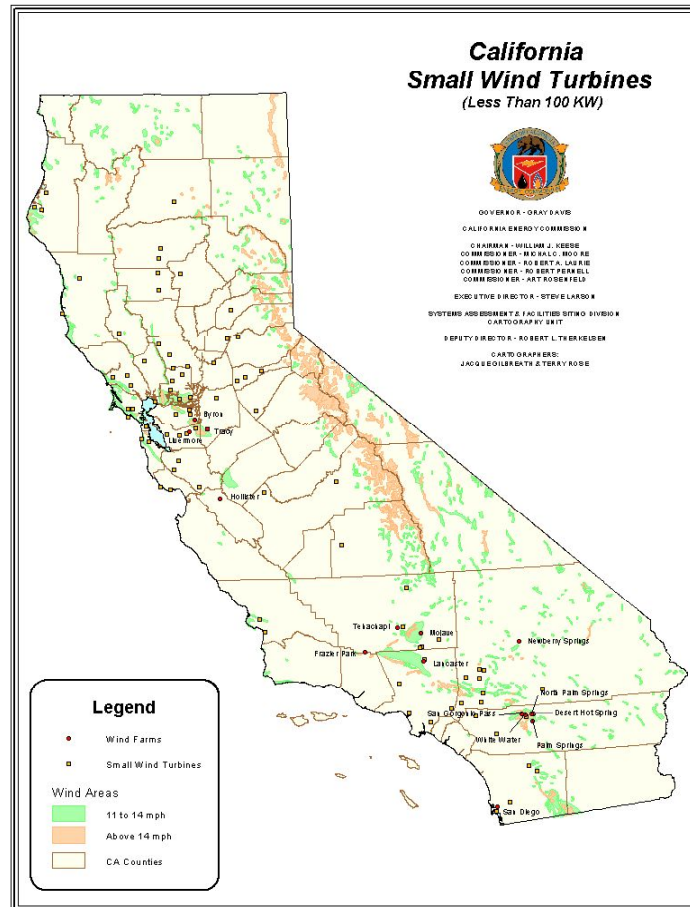 California
Small Wind Turbines
(Less Than 100 KW)
GOVERNOR - GRAY DAVIS
CALIFORNIA ENERGY COMMISSION
CHAIRMAN - WILLIAM J. KEESE
COMMISSIONER - MICHAL C. MOORE
COMMISSIONER - ROBERT A. LAURIE
COMMISSIONER - ROBERT PERNELL
COMMISSIONER - ART ROSENFELD
EXECUTIVE DIRECTOR - STEVE LARSON
SYSTEMS ASSESSMENT & FACILITIES SITING DIVISION
CARTOGRAPHY UNIT
DEPUTY DIRECTOR - ROBERT L. THERKELSEN
CARTOGRAPHERS:
JACQUE GILBREATH & TERRY ROSE
Byron
Tracy
Livermore
Hollister
Tehachapi
Mojave
Newberry Springs
Frazier Park
Lancaster
North Palm Springs
San Gorgonio Pass
Desert Hot Spring
White Water
Palm Springs
San Diego
Legend
Wind Farms
Small Wind Turbines
Wind Areas
11 to 14 mph
Above 14 mph
CA Counties